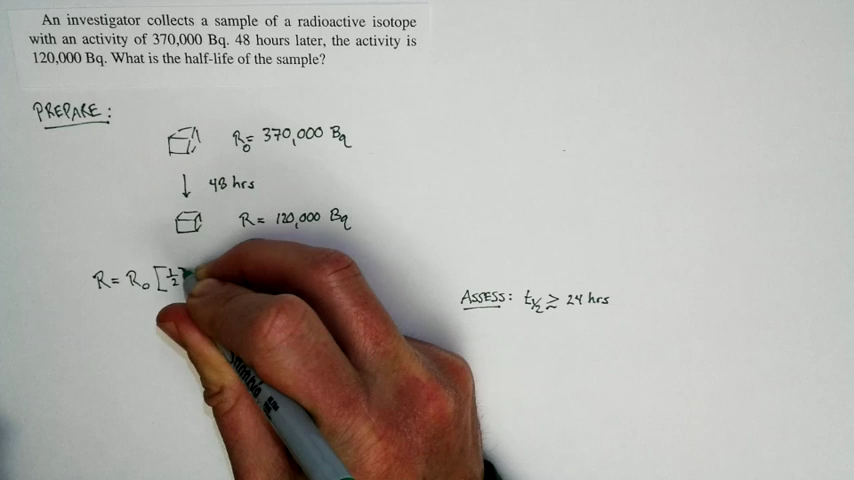 An investigator collects a sample of a radioactive isotope
with an activity of 370,000 Bq. 48 hours later, the activity is
120,000 Bq. What is the half-life of the sample?
PREPARE:
R₀= 370,000 Bq
↓ 48 hrs
R= 120,000 Bq
R= R₀ [1/2]
ASSESS: t½ ≳ 24 hrs